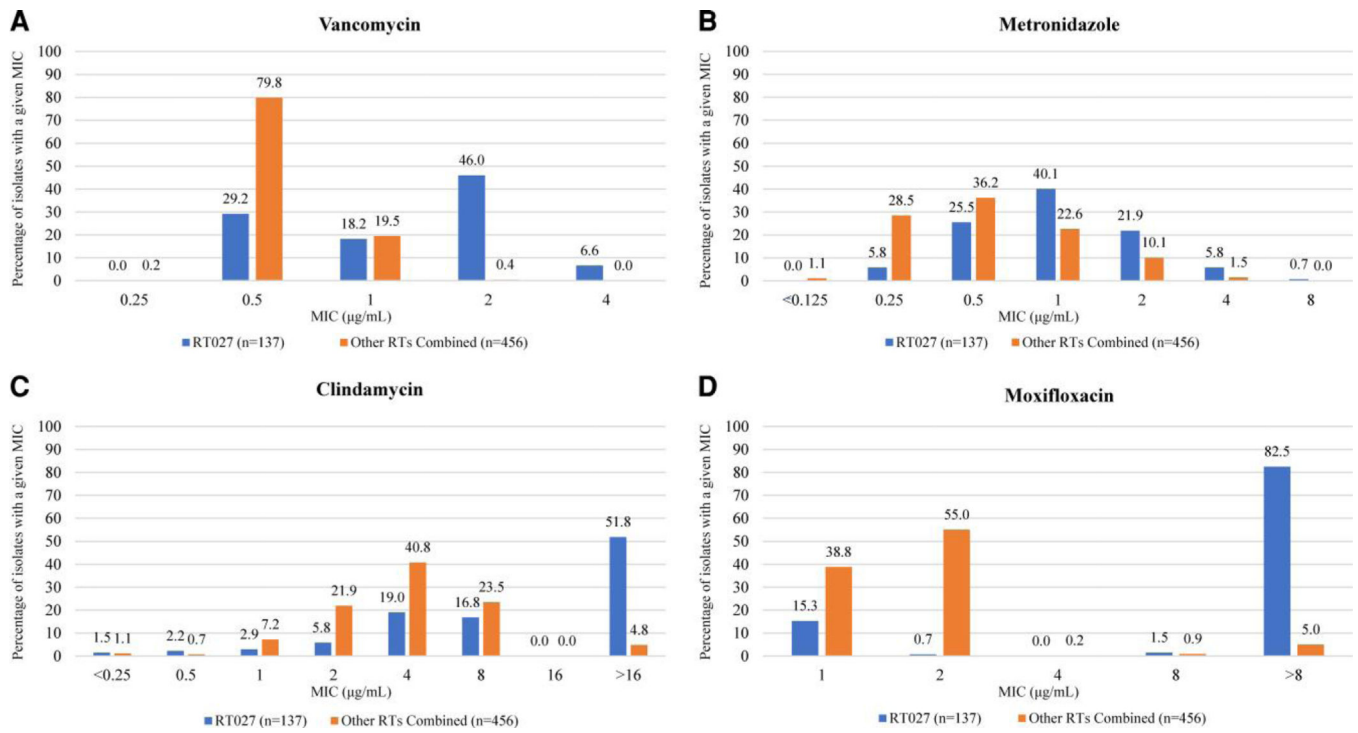 A
Vancomycin
Percentage of isolates with a given MIC
100
90
80
70
60
50
40
30
20
10
0
0.0 0.2
29.2 79.8
18.2 19.5
46.0 0.4
6.6 0.0
0.25 0.5 1 2 4
MIC (µg/mL)
RT027 (n=137) Other RTs Combined (n=456)
B
Metronidazole
Percentage of isolates with a given MIC
100
90
80
70
60
50
40
30
20
10
0
0.0 1.1
5.8 28.5
25.5 36.2
40.1 22.6
21.9 10.1
5.8 1.5
0.7 0.0
<0.125 0.25 0.5 1 2 4 8
MIC (µg/mL)
RT027 (n=137) Other RTs Combined (n=456)
C
Clindamycin
Percentage of isolates with a given MIC
100
90
80
70
60
50
40
30
20
10
0
1.5 1.1
2.2 0.7
2.9 7.2
5.8 21.9
19.0 40.8
16.8 23.5
0.0 0.0
51.8 4.8
<0.25 0.5 1 2 4 8 16 >16
MIC (µg/mL)
RT027 (n=137) Other RTs Combined (n=456)
D
Moxifloxacin
Percentage of isolates with a given MIC
100
90
80
70
60
50
40
30
20
10
0
15.3 38.8
0.7 55.0
0.0 0.2
1.5 0.9
82.5 5.0
1 2 4 8 >8
MIC (µg/mL)
RT027 (n=137) Other RTs Combined (n=456)